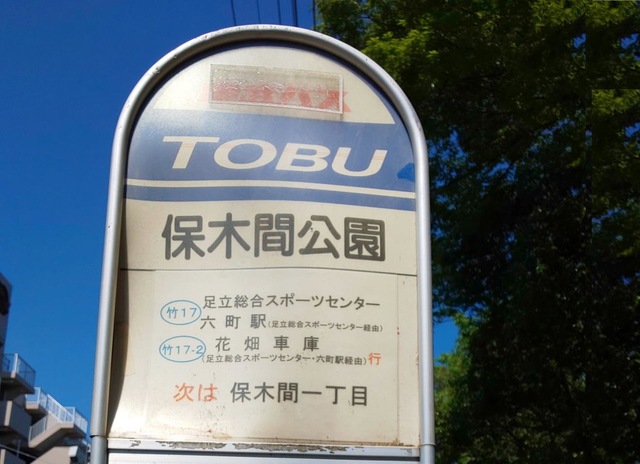 TOBU
保木間公園
竹17 足立総合スポーツセンター
六町駅(足立総合スポーツセンター経由)
竹17-2 花畑車庫
(足立総合スポーツセンター・六町駅経由)行
次は 保木間一丁目